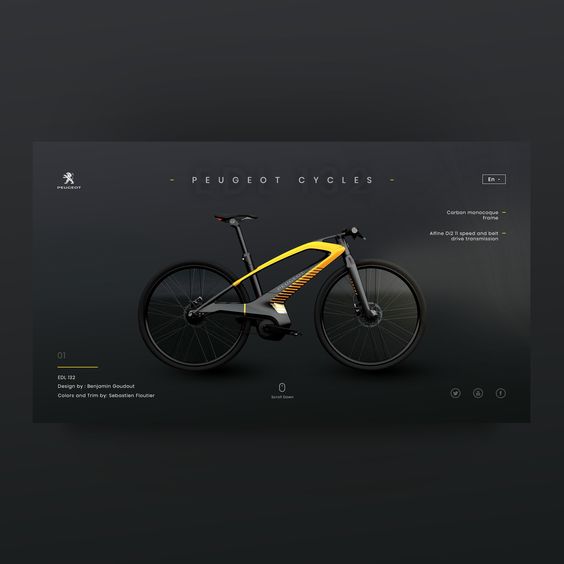 PEUGEOT
- PEUGEOT CYCLES -
En -
Carbon monocoque
frame
Alfine Di2 11 speed and belt
drive transmission
01
EDL 132
Design by : Benjamin Goudout
Colors and Trim by: Sebastien Floutier
Scroll Down